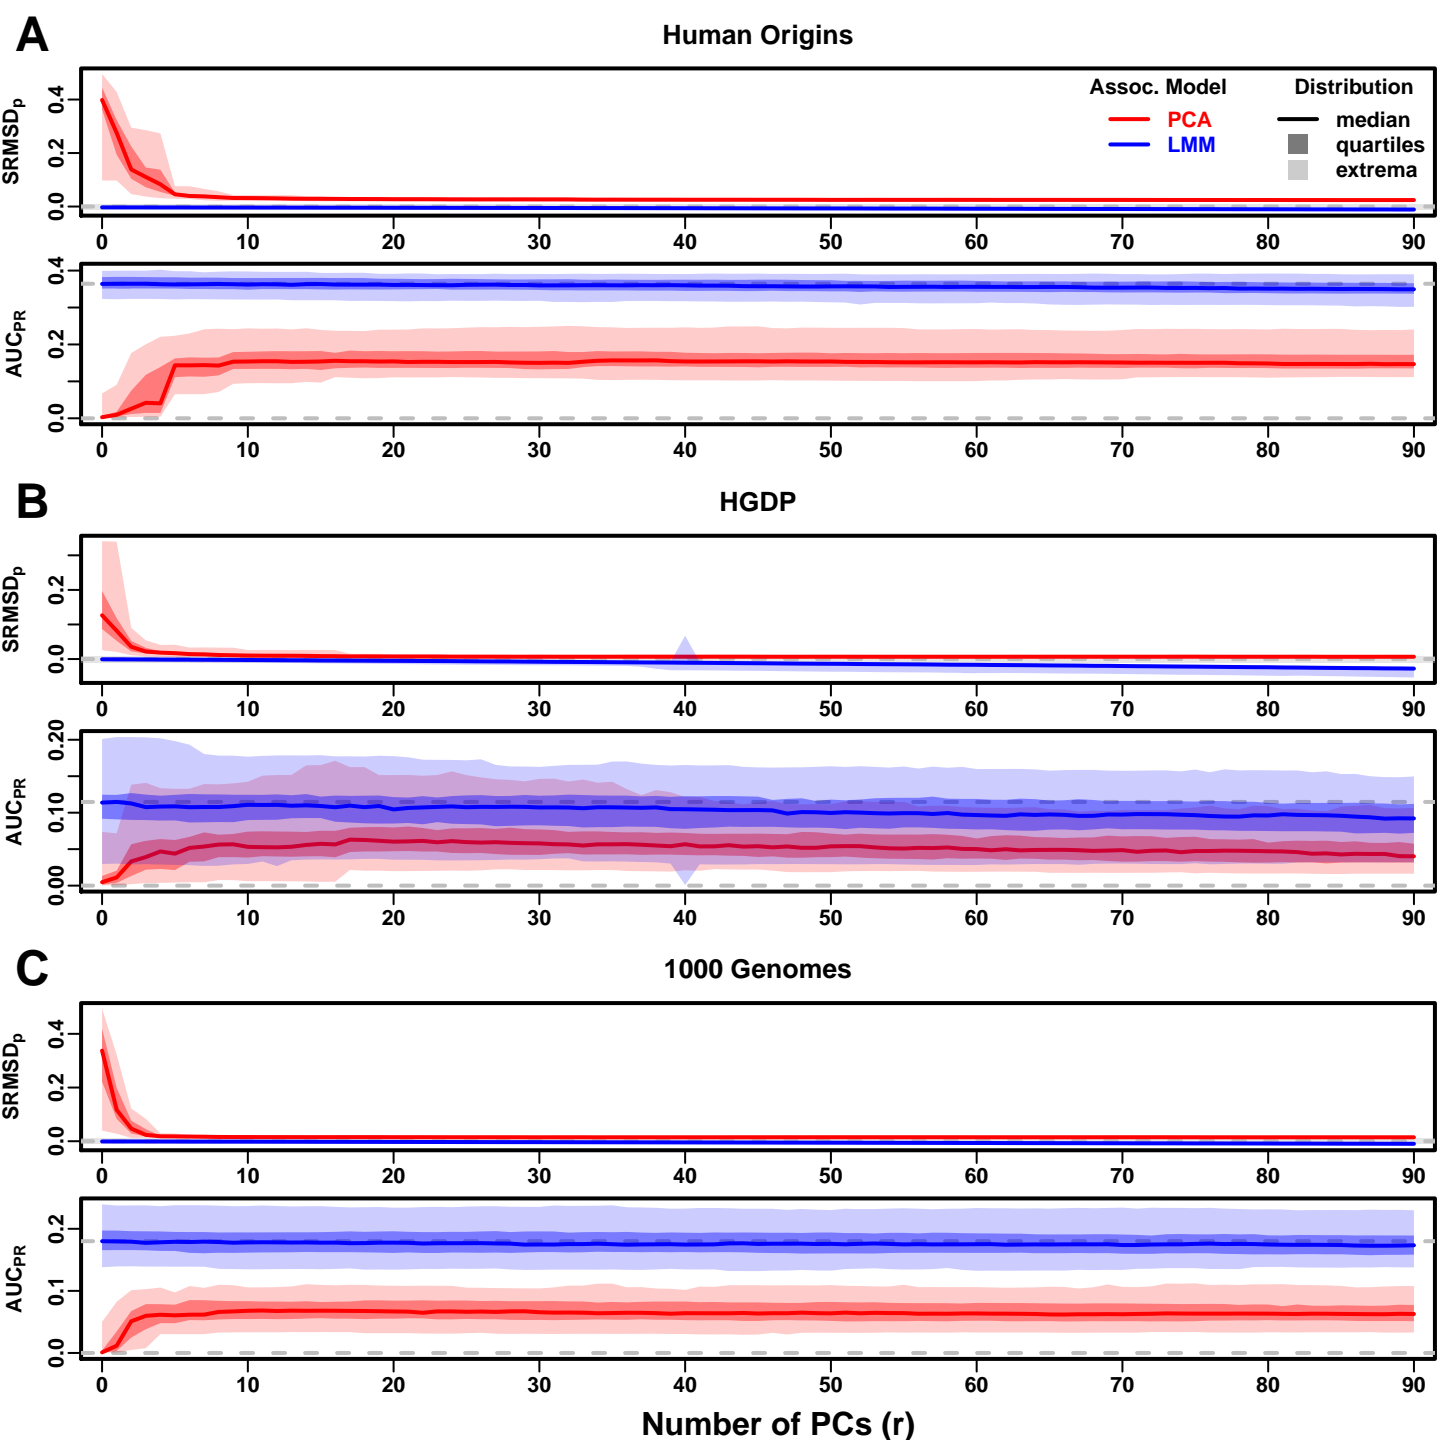 A
Human Origins
SRMSDp
0.0 0.2 0.4
Assoc. Model
PCA
LMM
Distribution
median
quartiles
extrema
0 10 20 30 40 50 60 70 80 90
AUCPR
0.0 0.2 0.4
0 10 20 30 40 50 60 70 80 90
B
HGDP
SRMSDp
0.0 0.2
0 10 20 30 40 50 60 70 80 90
AUCPR
0.00 0.10 0.20
0 10 20 30 40 50 60 70 80 90
C
1000 Genomes
SRMSDp
0.0 0.2 0.4
0 10 20 30 40 50 60 70 80 90
AUCPR
0.0 0.1 0.2
0 10 20 30 40 50 60 70 80 90
Number of PCs (r)